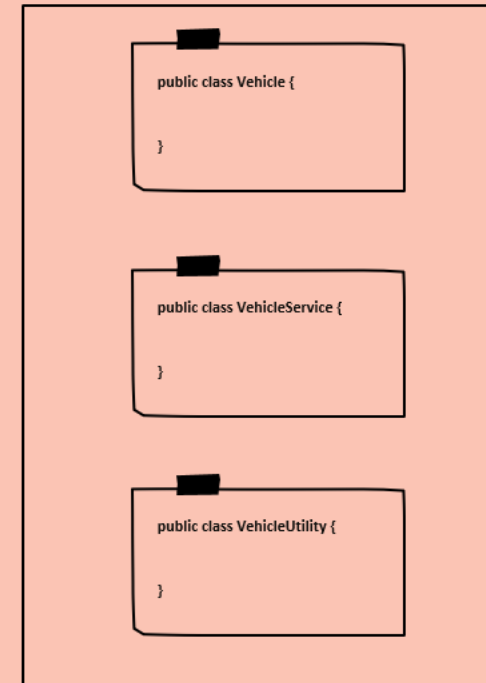 public class Vehicle {
}
public class VehicleService {
}
public class VehicleUtility {
}